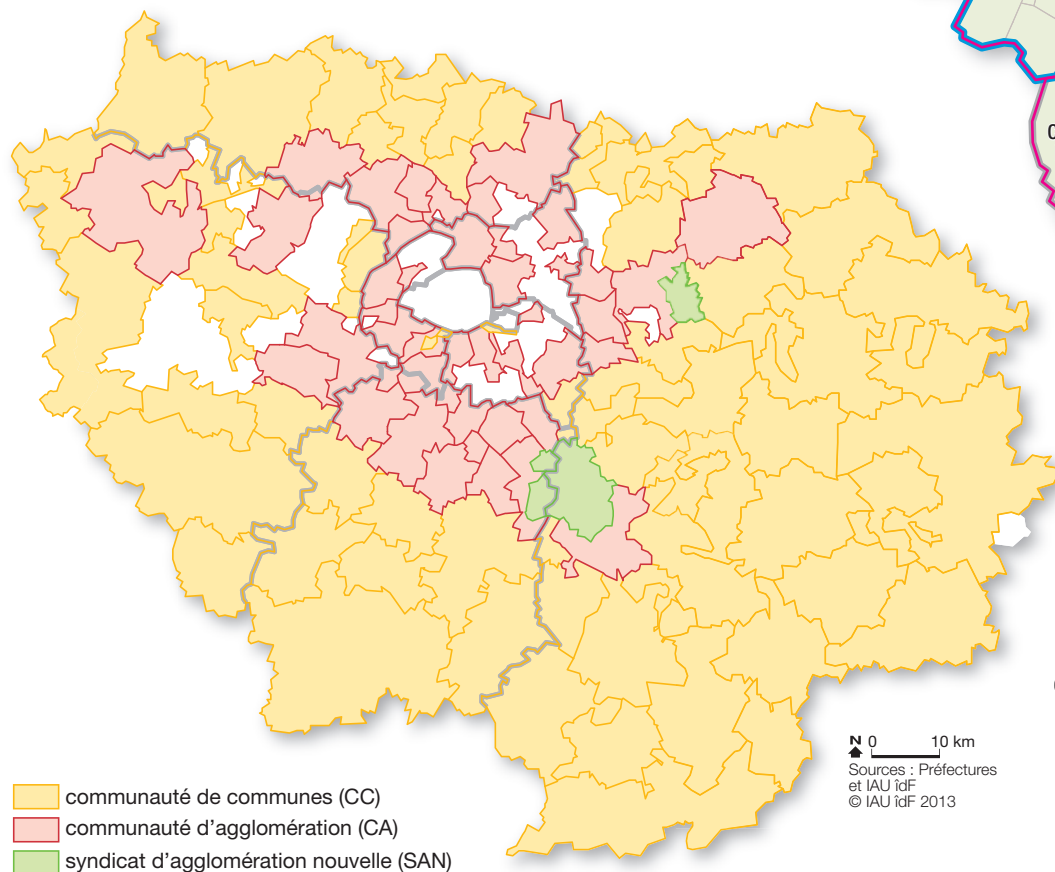 N 0 10 km
Sources : Préfectures
et IAU îdF
© IAU îdF 2013
communauté de communes (CC)
communauté d'agglomération (CA)
syndicat d'agglomération nouvelle (SAN)